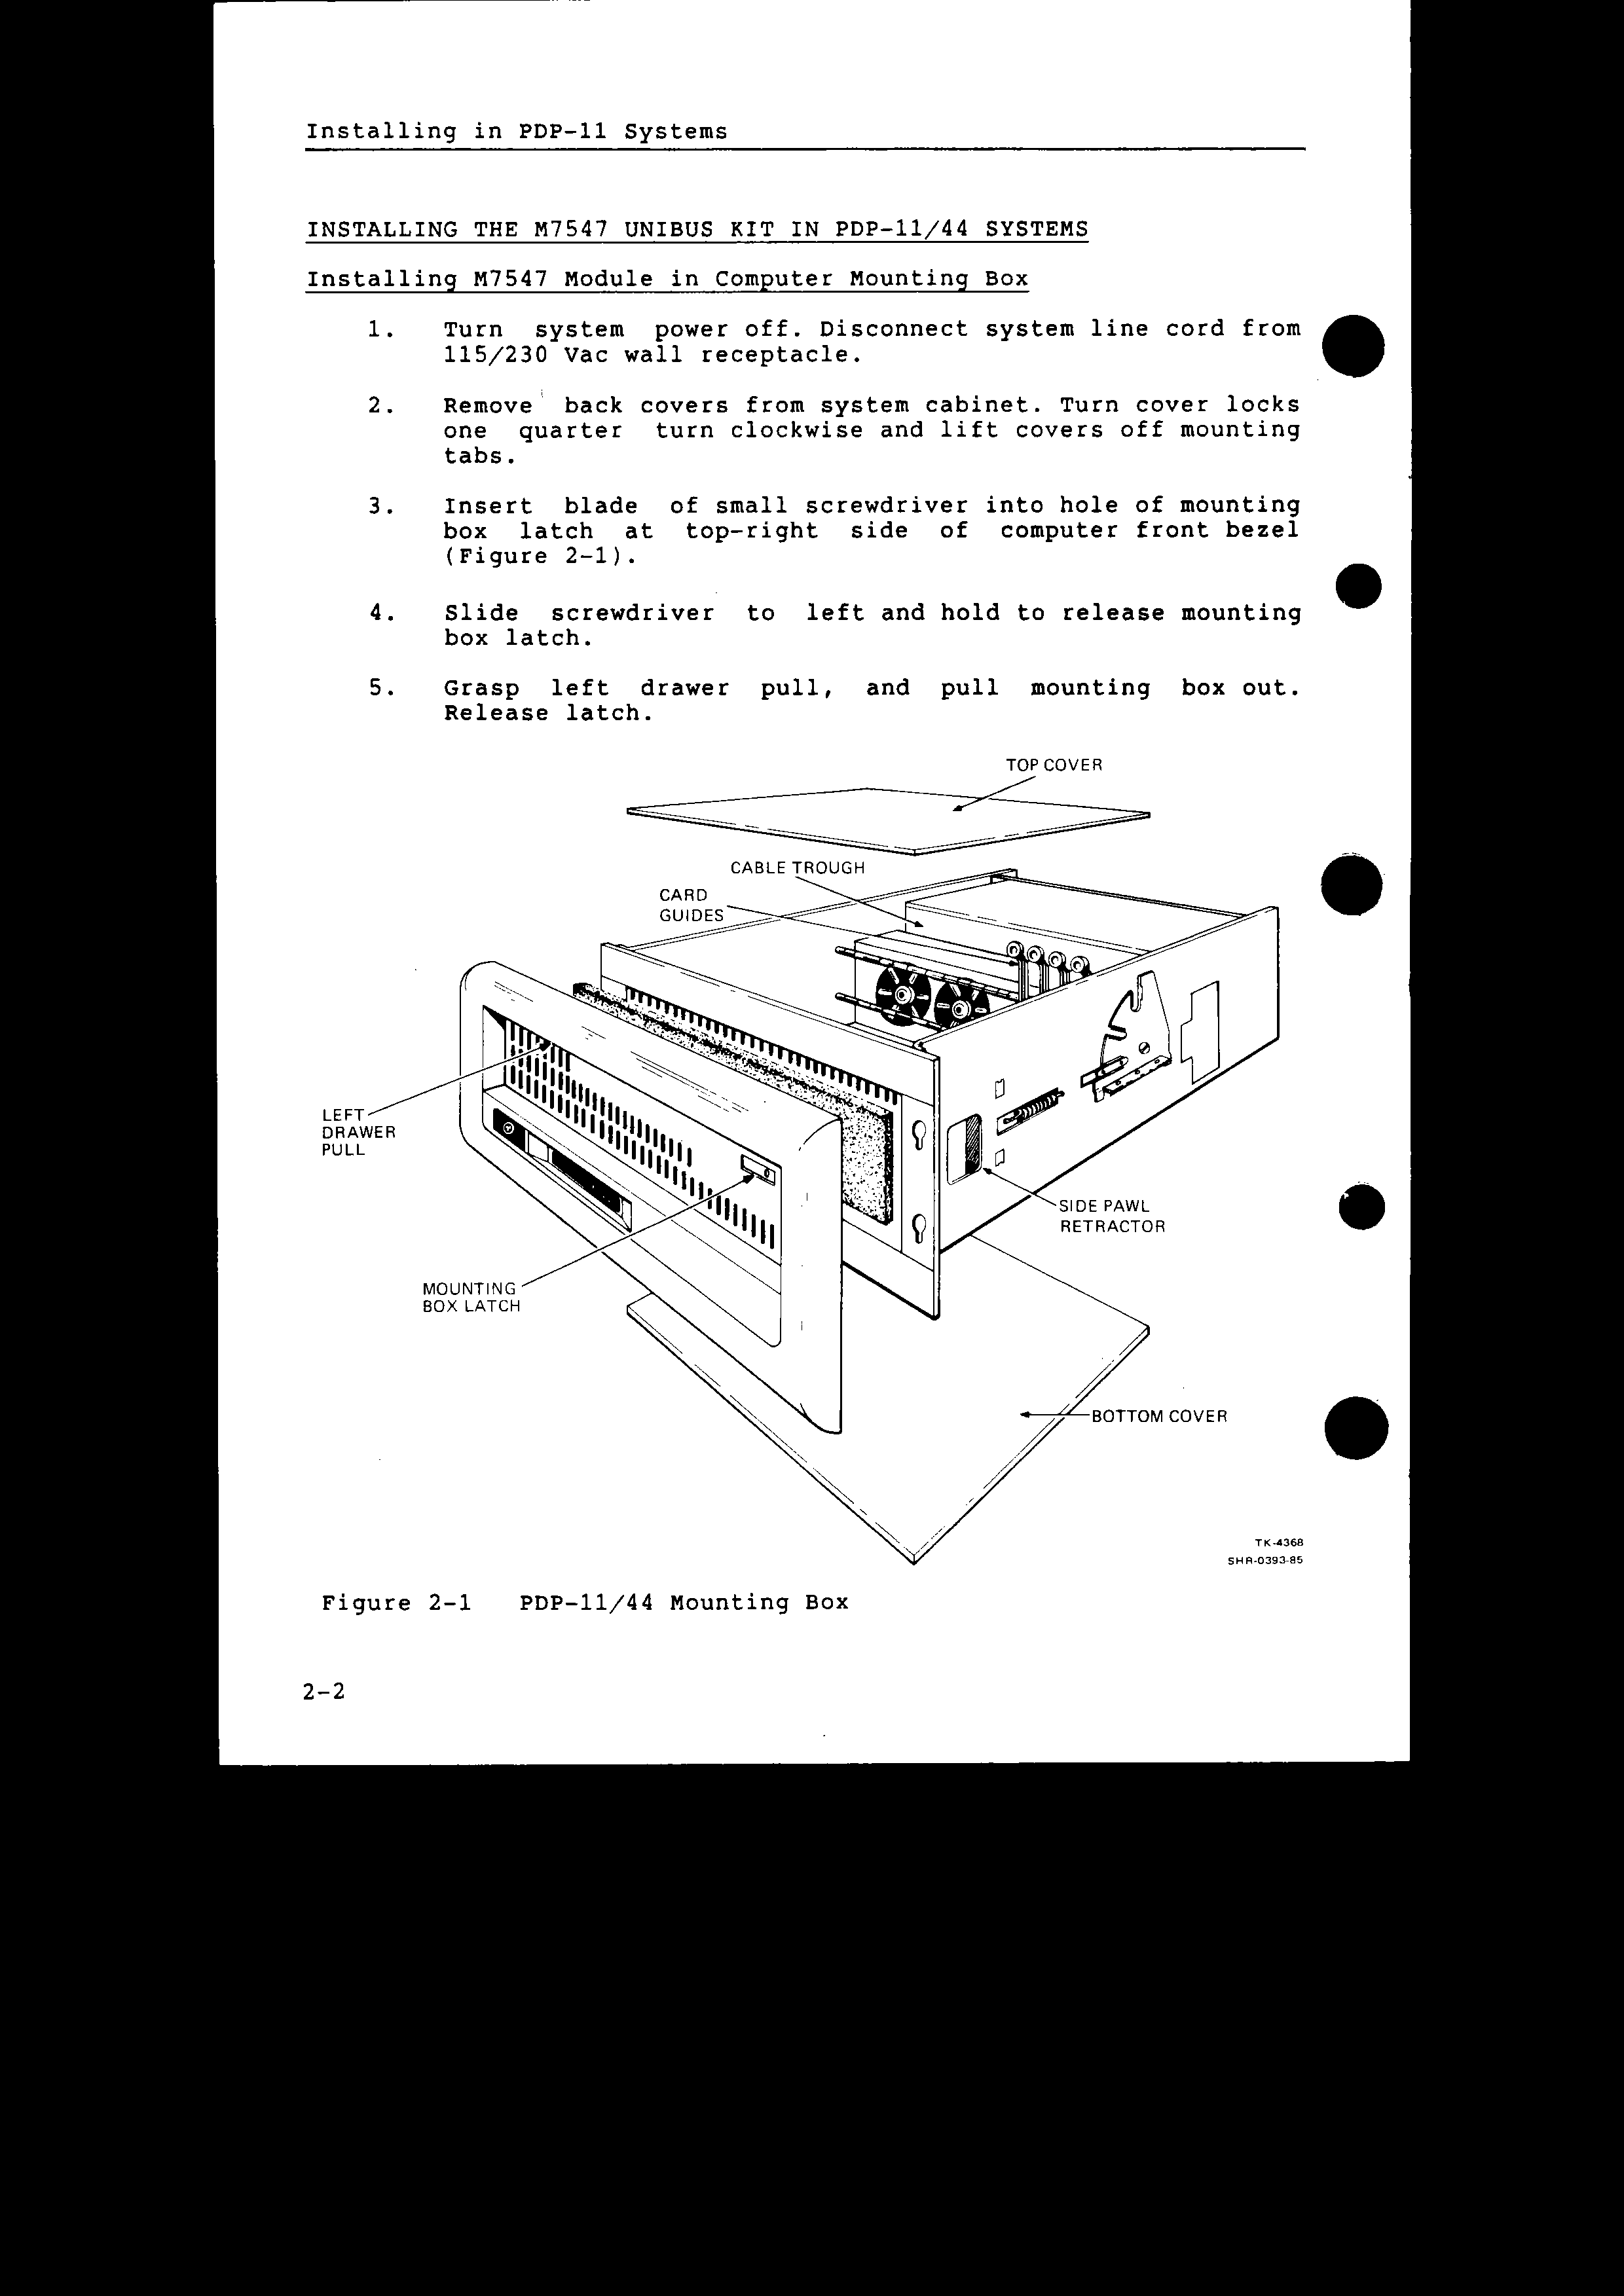 Installing in PDP-11 Systems
INSTALLING THE M7547 UNIBUS KIT IN PDP-11/44 SYSTEMS
Installing M7547 Module in Computer Mounting Box
1. Turn system power off. Disconnect system line cord from
115/230 Vac wall receptacle.
2. Remove back covers from system cabinet. Turn cover locks
one quarter turn clockwise and lift covers off mounting
tabs.
3. Insert blade of small screwdriver into hole of mounting
box latch at top-right side of computer front bezel
(Figure 2-1).
4. Slide screwdriver to left and hold to release mounting
box latch.
5. Grasp left drawer pull, and pull mounting box out.
Release latch.
TOP COVER
CABLE TROUGH
CARD
GUIDES
LEFT
DRAWER
PULL
SIDE PAWL
RETRACTOR
MOUNTING
BOX LATCH
BOTTOM COVER
TK-4368
SHR-0393-85
Figure 2-1 PDP-11/44 Mounting Box
2-2